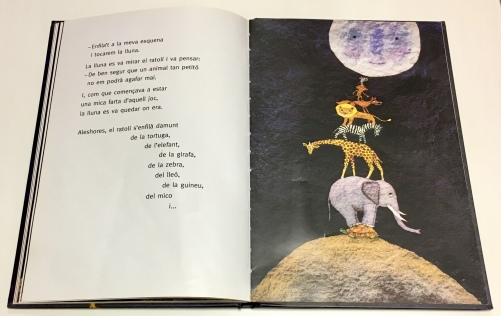 –Enfila't a la meva esquena
i tocarem la lluna.
La lluna es va mirar el ratolí i va pensar:
–De ben segur que un animal tan petitó
no em podrà agafar mai.
I, com que començava a estar
una mica farta d'aquell joc,
la lluna es va quedar on era.
Aleshores, el ratolí s'enfilà damunt
de la tortuga,
de l'elefant,
de la girafa,
de la zebra,
del lleó,
de la guineu,
del mico
i...